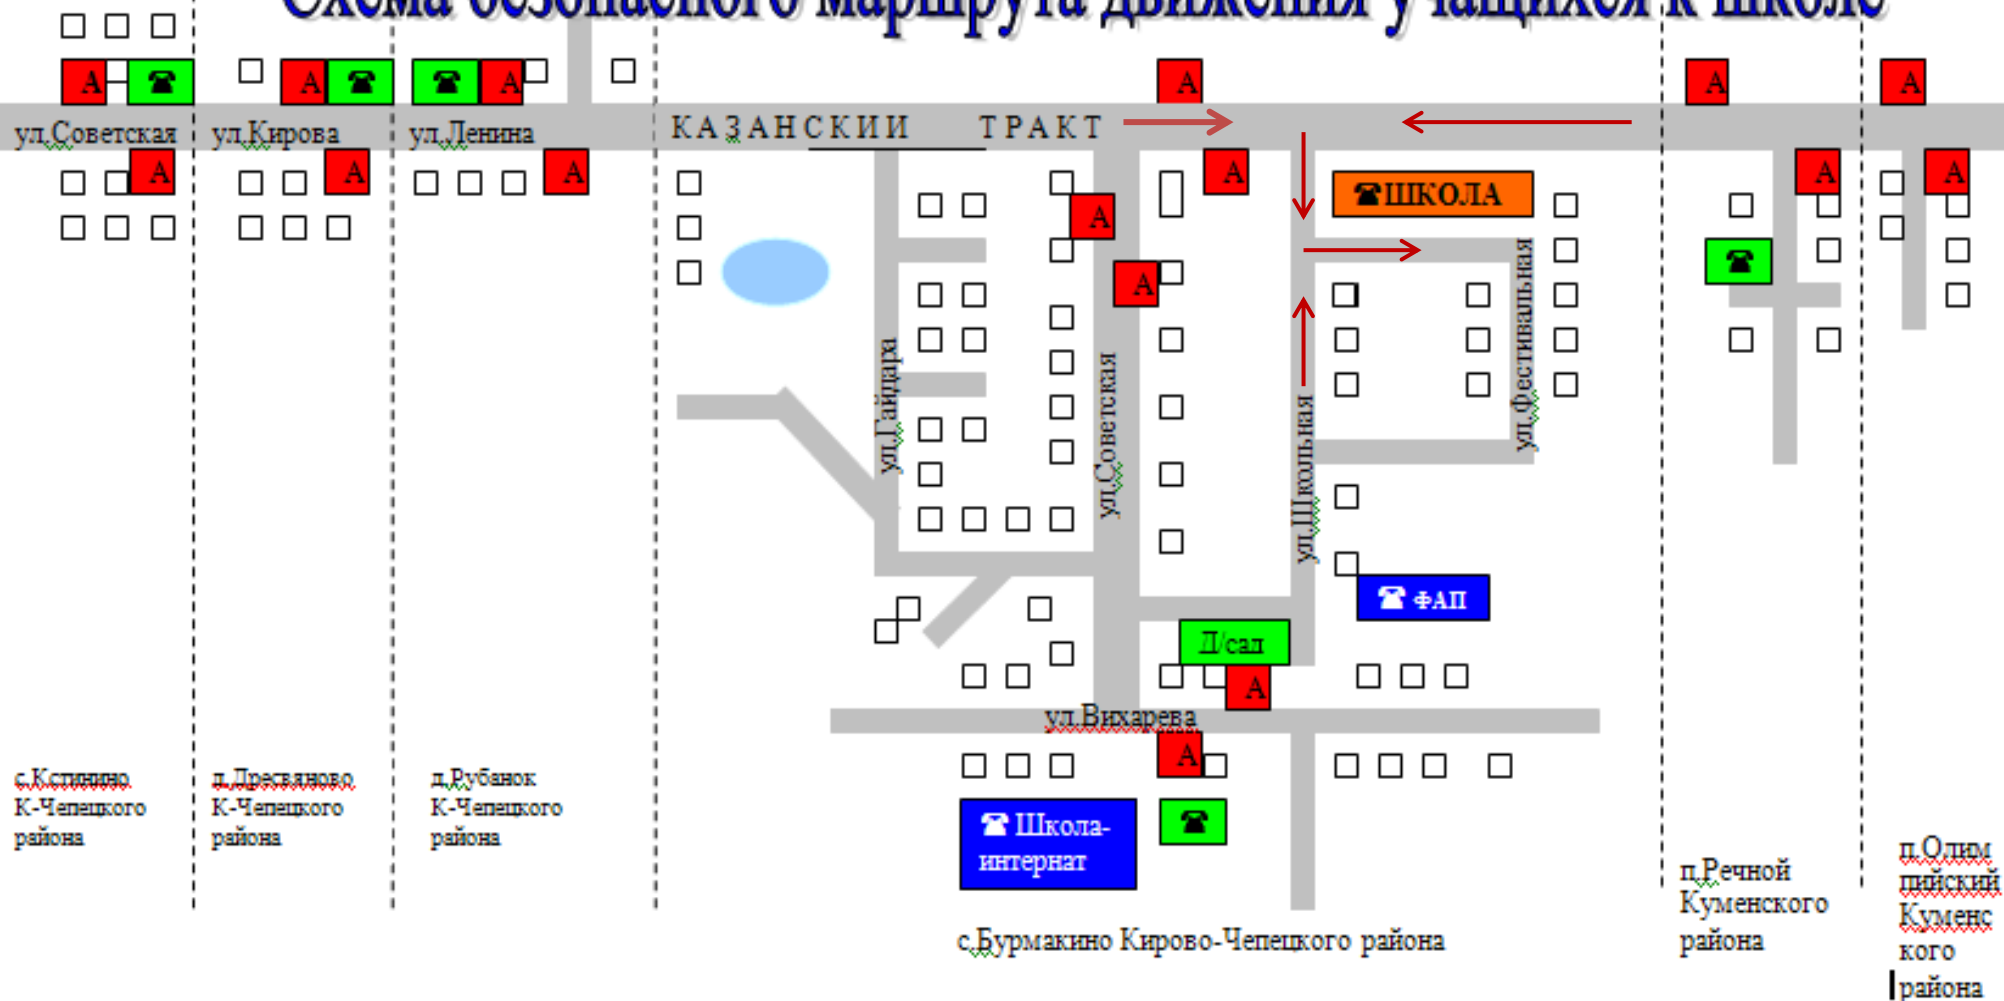 Схема безопасного маршрута движения учащихся к школе
А
А
А
А
А
А
ул.Советская
ул.Кирова
ул.Ленина
КАЗАНСКИЙ ТРАКТ
А
А
А
А
А
А
ШКОЛА
А
А
ул.Гайдара
ул.Советская
ул.Школьная
ул.Фестивальная
ФАП
Д/сад
А
ул.Вихарева
А
Школа-
интернат
с.Кстинино
К-Чепецкого
района
д.Дресвяново
К-Чепецкого
района
д.Рубанок
К-Чепецкого
района
с.Бурмакино Кирово-Чепецкого района
п.Речной
Куменского
района
п.Олим
пийский
Куменс
кого
района